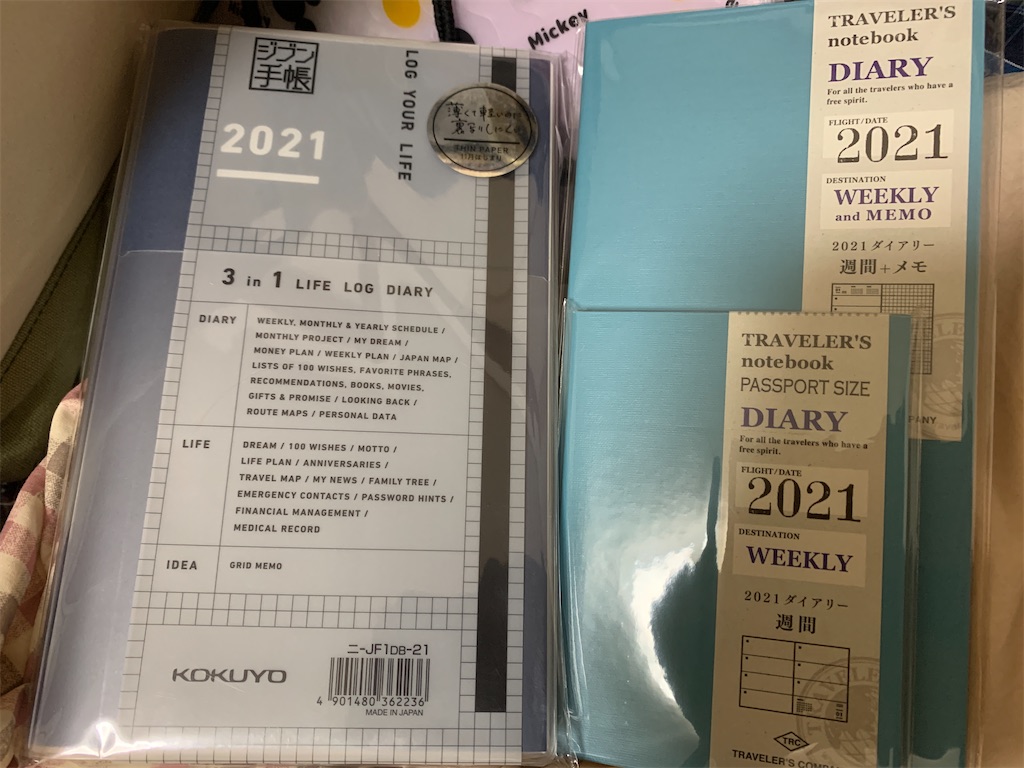 Mickey
ジブン
手帳
2021
LOG YOUR LIFE
薄くて軽いのに
裏写りしにくい
THIN PAPER
3 in 1 LIFE LOG DIARY
DIARY
WEEKLY, MONTHLY & YEARLY SCHEDULE /
MONTHLY PROJECT / MY DREAM /
MONEY PLAN / WEEKLY PLAN / JAPAN MAP /
LISTS OF 100 WISHES, FAVORITE PHRASES,
RECOMMENDATIONS, BOOKS, MOVIES,
GIFTS & PROMISE / LOOKING BACK /
ROUTE MAPS / PERSONAL DATA
LIFE
DREAM / 100 WISHES / MOTTO /
LIFE PLAN / ANNIVERSARIES /
TRAVEL MAP / MY NEWS / FAMILY TREE /
EMERGENCY CONTACTS / PASSWORD HINTS /
FINANCIAL MANAGEMENT /
MEDICAL RECORD
IDEA
GRID MEMO
KOKUYO
ニ-JF1DB-21
4 901480 362236
MADE IN JAPAN
TRAVELER'S
notebook
DIARY
For all the travelers who have a
free spirit.
FLIGHT/DATE
2021
DESTINATION
WEEKLY
and MEMO
2021 ダイアリー
週間+メモ
PANY
TRAVELER'S
notebook
PASSPORT SIZE
DIARY
For all the travelers who have a
free spirit.
FLIGHT/DATE
2021
DESTINATION
WEEKLY
2021 ダイアリー
週間
TRC
TRAVELER'S COMPA